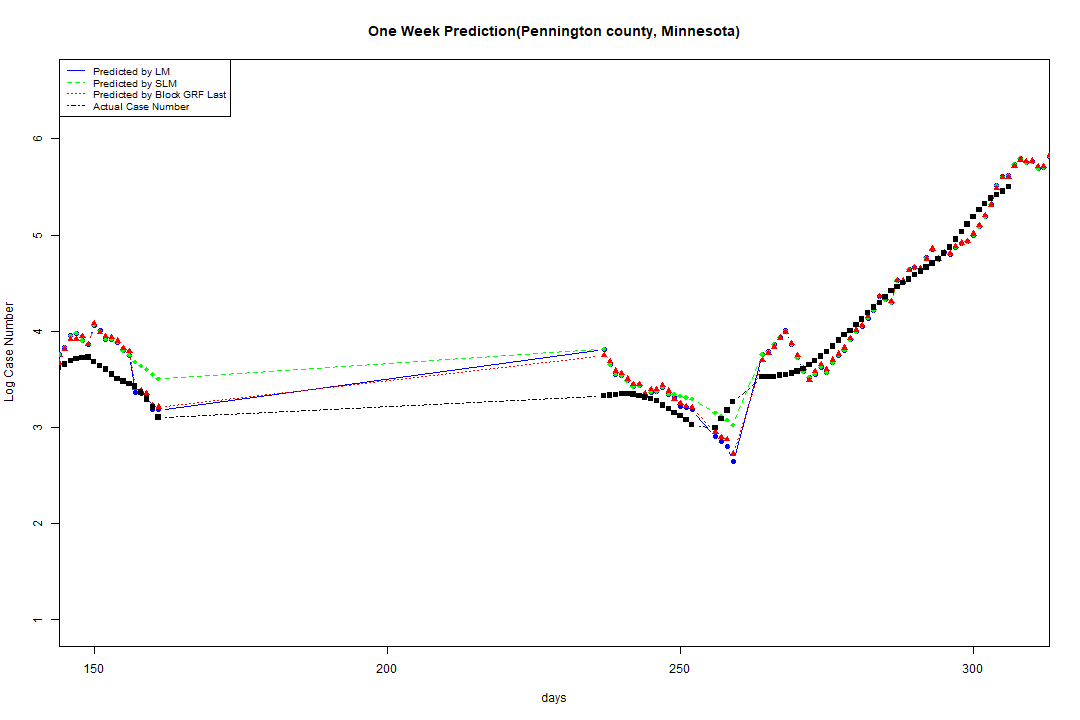 One Week Prediction(Pennington county, Minnesota)
Predicted by LM
Predicted by SLM
Predicted by Block GRF Last
Actual Case Number
Log Case Number
6
5
4
3
2
1
150 200 250 300
days